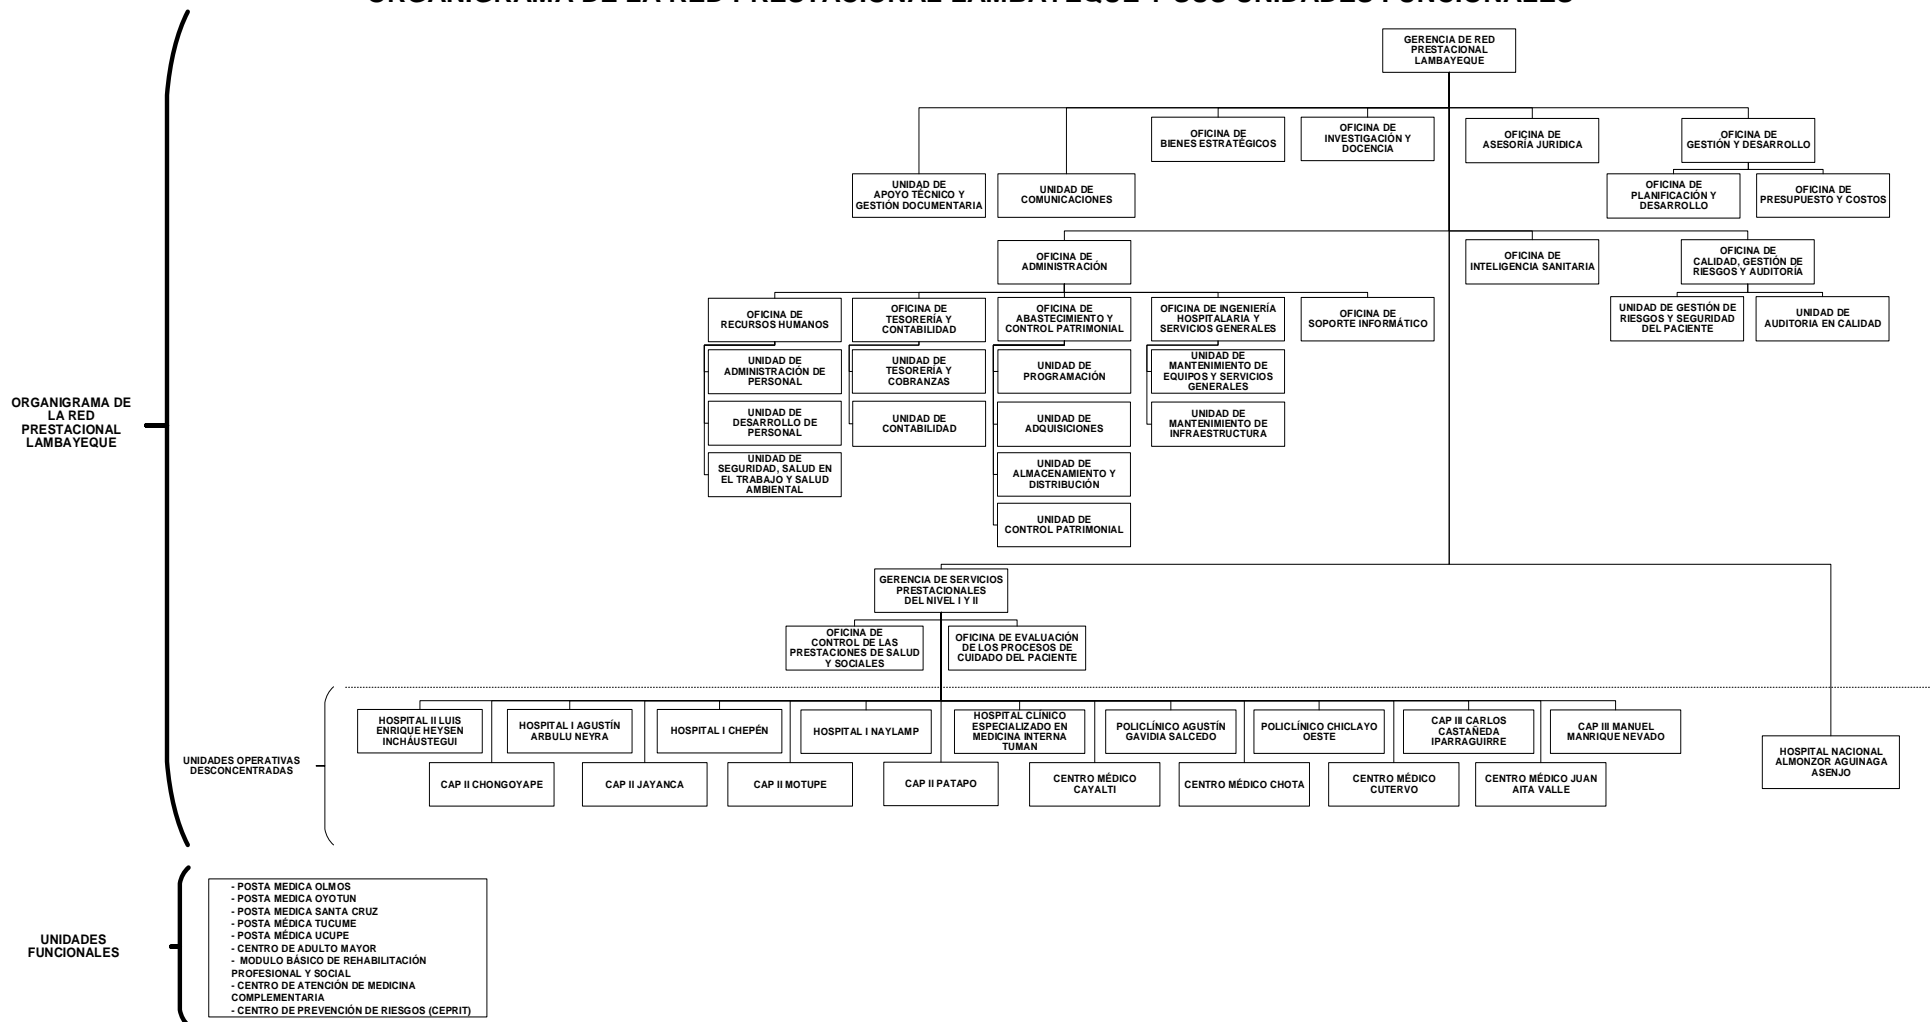 ORGANIGRAMA DE LA RED PRESTACIONAL LAMBAYEQUE Y SUS UNIDADES FUNCIONALES
GERENCIA DE RED
PRESTACIONAL
LAMBAYEQUE
OFICINA DE
BIENES ESTRATÉGICOS
OFICINA DE
INVESTIGACIÓN Y
DOCENCIA
OFICINA DE
ASESORÍA JURIDICA
OFICINA DE
GESTIÓN Y DESARROLLO
UNIDAD DE
APOYO TÉCNICO Y
GESTIÓN DOCUMENTARIA
UNIDAD DE
COMUNICACIONES
OFICINA DE
PLANIFICACIÓN Y
DESARROLLO
OFICINA DE
PRESUPUESTO Y COSTOS
OFICINA DE
ADMINISTRACIÓN
OFICINA DE
INTELIGENCIA SANITARIA
OFICINA DE
CALIDAD, GESTIÓN DE
RIESGOS Y AUDITORÍA
OFICINA DE
RECURSOS HUMANOS
OFICINA DE
TESORERÍA Y
CONTABILIDAD
OFICINA DE
ABASTECIMIENTO Y
CONTROL PATRIMONIAL
OFICINA DE INGENIERÍA
HOSPITALARIA Y
SERVICIOS GENERALES
OFICINA DE
SOPORTE INFORMÁTICO
UNIDAD DE GESTIÓN DE
RIESGOS Y SEGURIDAD
DEL PACIENTE
UNIDAD DE
AUDITORIA EN CALIDAD
UNIDAD DE
ADMINISTRACIÓN DE
PERSONAL
UNIDAD DE
TESORERÍA Y
COBRANZAS
UNIDAD DE
PROGRAMACIÓN
UNIDAD DE
MANTENIMIENTO DE
EQUIPOS Y SERVICIOS
GENERALES
UNIDAD DE
DESARROLLO DE
PERSONAL
UNIDAD DE
CONTABILIDAD
UNIDAD DE
ADQUISICIONES
UNIDAD DE
MANTENIMIENTO DE
INFRAESTRUCTURA
UNIDAD DE
SEGURIDAD, SALUD EN
EL TRABAJO Y SALUD
AMBIENTAL
UNIDAD DE
ALMACENAMIENTO Y
DISTRIBUCIÓN
UNIDAD DE
CONTROL PATRIMONIAL
ORGANIGRAMA DE
LA RED
PRESTACIONAL
LAMBAYEQUE
GERENCIA DE SERVICIOS
PRESTACIONALES
DEL NIVEL I Y II
OFICINA DE
CONTROL DE LAS
PRESTACIONES DE SALUD
Y SOCIALES
OFICINA DE EVALUACIÓN
DE LOS PROCESOS DE
CUIDADO DEL PACIENTE
UNIDADES OPERATIVAS
DESCONCENTRADAS
HOSPITAL II LUIS
ENRIQUE HEYSEN
INCHÁUSTEGUI
HOSPITAL I AGUSTÍN
ARBULU NEYRA
HOSPITAL I CHEPÉN
HOSPITAL I NAYLAMP
HOSPITAL CLÍNICO
ESPECIALIZADO EN
MEDICINA INTERNA
TUMAN
POLICLÍNICO AGUSTÍN
GAVIDIA SALCEDO
POLICLÍNICO CHICLAYO
OESTE
CAP III CARLOS
CASTAÑEDA
IPARRAGUIRRE
CAP III MANUEL
MANRIQUE NEVADO
HOSPITAL NACIONAL
ALMONZOR AGUINAGA
ASENJO
CAP II CHONGOYAPE
CAP II JAYANCA
CAP II MOTUPE
CAP II PATAPO
CENTRO MÉDICO
CAYALTI
CENTRO MÉDICO CHOTA
CENTRO MÉDICO
CUTERVO
CENTRO MÉDICO JUAN
AITA VALLE
UNIDADES
FUNCIONALES
- POSTA MEDICA OLMOS
- POSTA MEDICA OYOTUN
- POSTA MEDICA SANTA CRUZ
- POSTA MÉDICA TUCUME
- POSTA MÉDICA UCUPE
- CENTRO DE ADULTO MAYOR
- MODULO BÁSICO DE REHABILITACIÓN
PROFESIONAL Y SOCIAL
- CENTRO DE ATENCIÓN DE MEDICINA
COMPLEMENTARIA
- CENTRO DE PREVENCIÓN DE RIESGOS (CEPRIT)